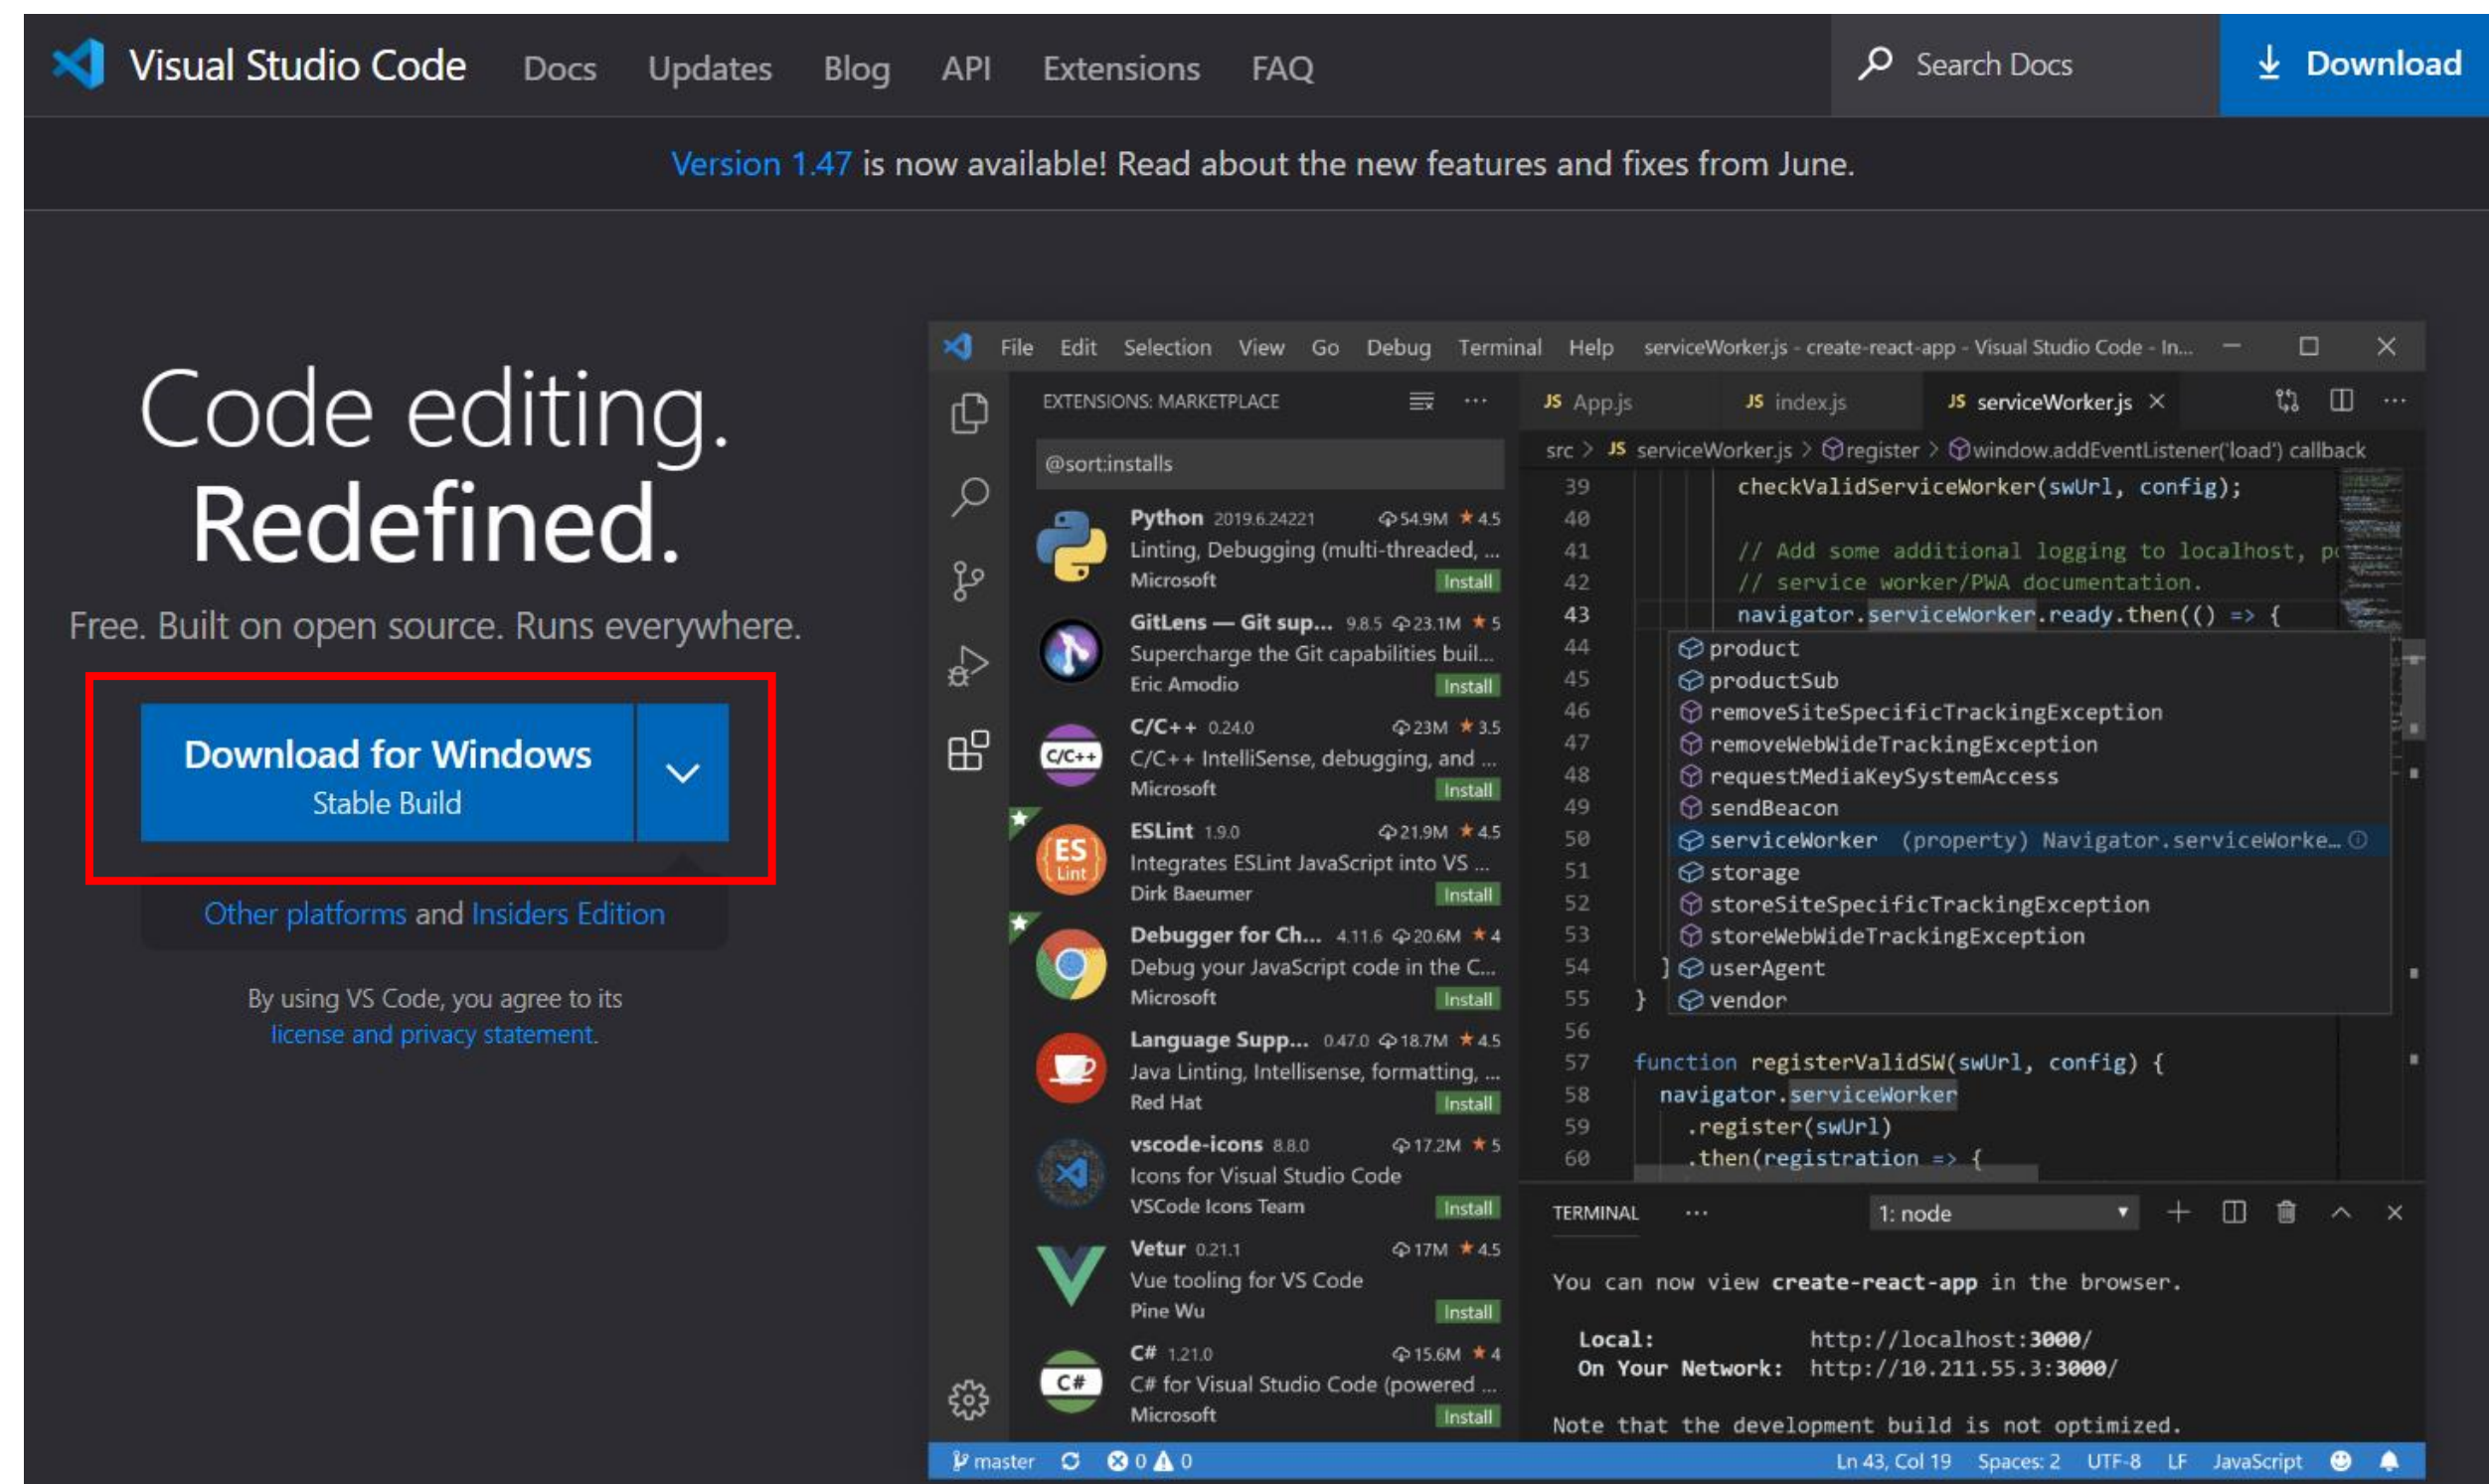 Visual Studio Code Docs Updates Blog API Extensions FAQ Search Docs Download
Version 1.47 is now available! Read about the new features and fixes from June.
Code editing.
Redefined.
Free. Built on open source. Runs everywhere.
Download for Windows
Stable Build
Other platforms and Insiders Edition
By using VS Code, you agree to its
license and privacy statement.
File Edit Selection View Go Debug Terminal Help serviceWorker.js - create-react-app - Visual Studio Code - In...
EXTENSIONS: MARKETPLACE
@sort:installs
Python 2019.6.24221 54.9M ★ 4.5
Linting, Debugging (multi-threaded, ...
Microsoft Install
GitLens — Git sup... 9.8.5 23.1M ★ 5
Supercharge the Git capabilities buil...
Eric Amodio Install
C/C++
C/C++ 0.24.0 23M ★ 3.5
C/C++ IntelliSense, debugging, and ...
Microsoft Install
ES
Lint
ESLint 1.9.0 21.9M ★ 4.5
Integrates ESLint JavaScript into VS ...
Dirk Baeumer Install
Debugger for Ch... 4.11.6 20.6M ★ 4
Debug your JavaScript code in the C...
Microsoft Install
Language Supp... 0.47.0 18.7M ★ 4.5
Java Linting, Intellisense, formatting, ...
Red Hat Install
vscode-icons 8.8.0 17.2M ★ 5
Icons for Visual Studio Code
VSCode Icons Team Install
Vetur 0.21.1 17M ★ 4.5
Vue tooling for VS Code
Pine Wu Install
C#
C# 1.21.0 15.6M ★ 4
C# for Visual Studio Code (powered ...
Microsoft Install
JS App.js JS index.js JS serviceWorker.js ×
src > JS serviceWorker.js > register > window.addEventListener('load') callback
39 checkValidServiceWorker(swUrl, config);
40
41 // Add some additional logging to localhost, p
42 // service worker/PWA documentation.
43 navigator.serviceWorker.ready.then(() => {
44 product
45 productSub
46 removeSiteSpecificTrackingException
47 removeWebWideTrackingException
48 requestMediaKeySystemAccess
49 sendBeacon
50 serviceWorker (property) Navigator.serviceWorke...
51 storage
52 storeSiteSpecificTrackingException
53 storeWebWideTrackingException
54 } userAgent
55 } vendor
56
57 function registerValidSW(swUrl, config) {
58 navigator.serviceWorker
59 .register(swUrl)
60 .then(registration => {
TERMINAL ... 1: node
You can now view create-react-app in the browser.
Local: http://localhost:3000/
On Your Network: http://10.211.55.3:3000/
Note that the development build is not optimized.
master 0 0 Ln 43, Col 19 Spaces: 2 UTF-8 LF JavaScript